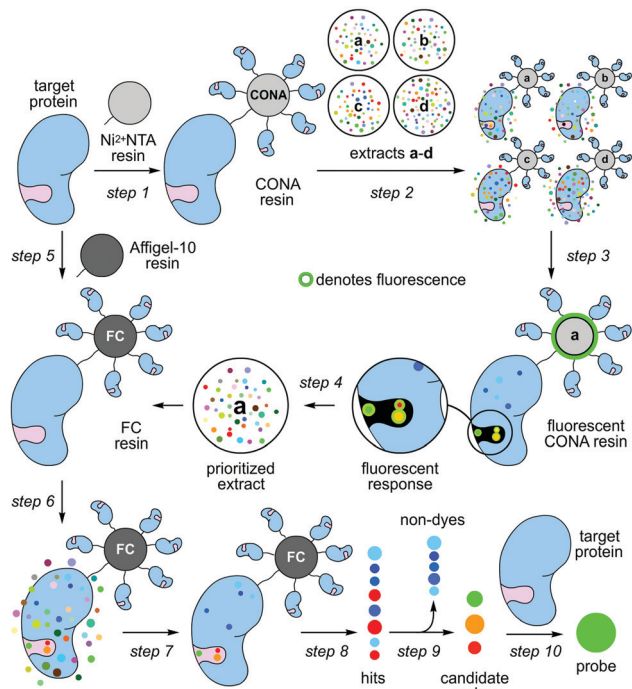 target
protein
Ni²⁺NTA
resin
step 1
CONA
CONA
resin
a
b
c
d
extracts a-d
step 2
a
b
c
d
step 5
Affigel-10
resin
denotes fluorescence
step 3
FC
FC
resin
a
prioritized
extract
step 4
fluorescent
response
a
fluorescent
CONA resin
step 6
FC
step 7
FC
step 8
hits
non-dyes
step 9
candidate
target
protein
step 10
probe